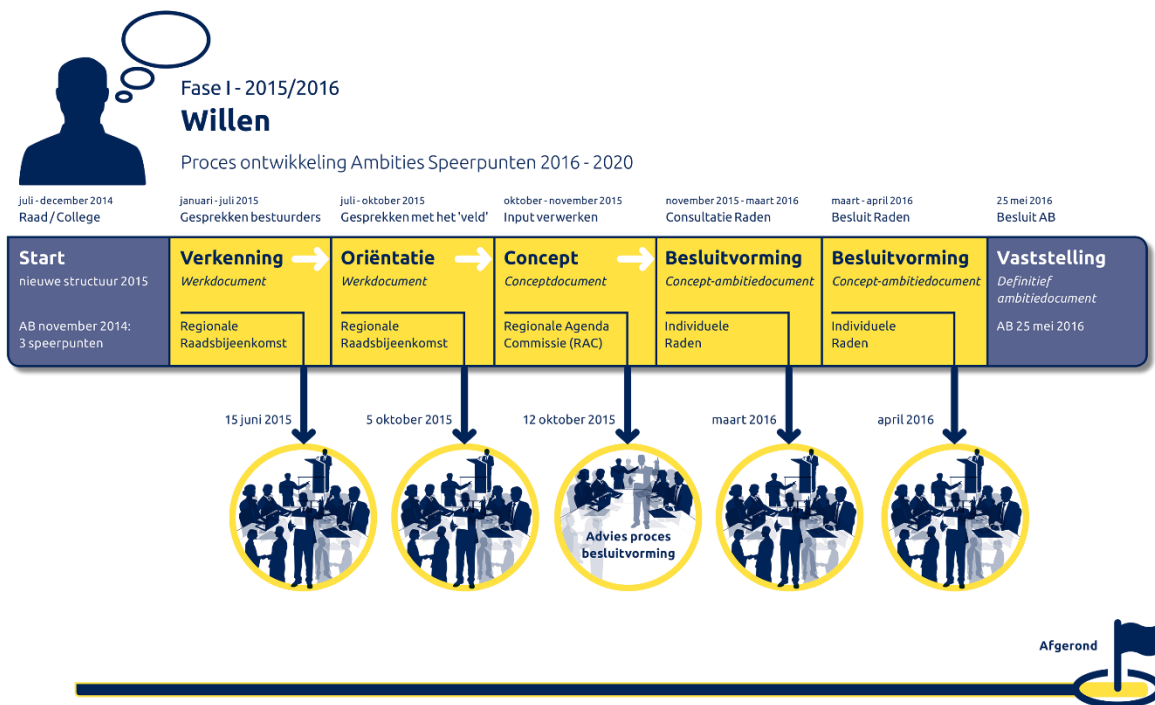 Fase I - 2015/2016
Willen
Proces ontwikkeling Ambities Speerpunten 2016 - 2020
juli - december 2014
Raad / College
januari - juli 2015
Gesprekken bestuurders
juli - oktober 2015
Gesprekken met het 'veld'
oktober - november 2015
Input verwerken
november 2015 - maart 2016
Consultatie Raden
maart - april 2016
Besluit Raden
25 mei 2016
Besluit AB
Start
nieuwe structuur 2015
AB november 2014:
3 speerpunten
Verkenning
Werkdocument
Regionale
Raadsbijeenkomst
Oriëntatie
Werkdocument
Regionale
Raadsbijeenkomst
Concept
Conceptdocument
Regionale Agenda
Commissie (RAC)
Besluitvorming
Concept-ambitiedocument
Individuele
Raden
Besluitvorming
Concept-ambitiedocument
Individuele
Raden
Vaststelling
Definitief
ambitiedocument
AB 25 mei 2016
15 juni 2015
5 oktober 2015
12 oktober 2015
maart 2016
april 2016
Advies proces
besluitvorming
Afgerond